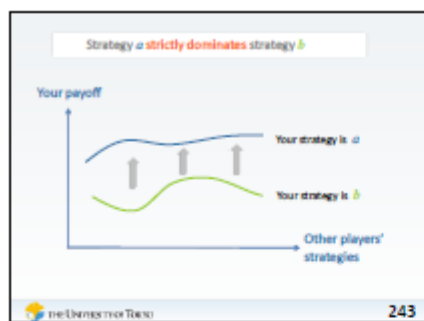 Strategy a strictly dominates strategy b
Your payoff
Your strategy is a
Your strategy is b
Other players'
strategies
THE UNIVERSITY OF TOKYO
243